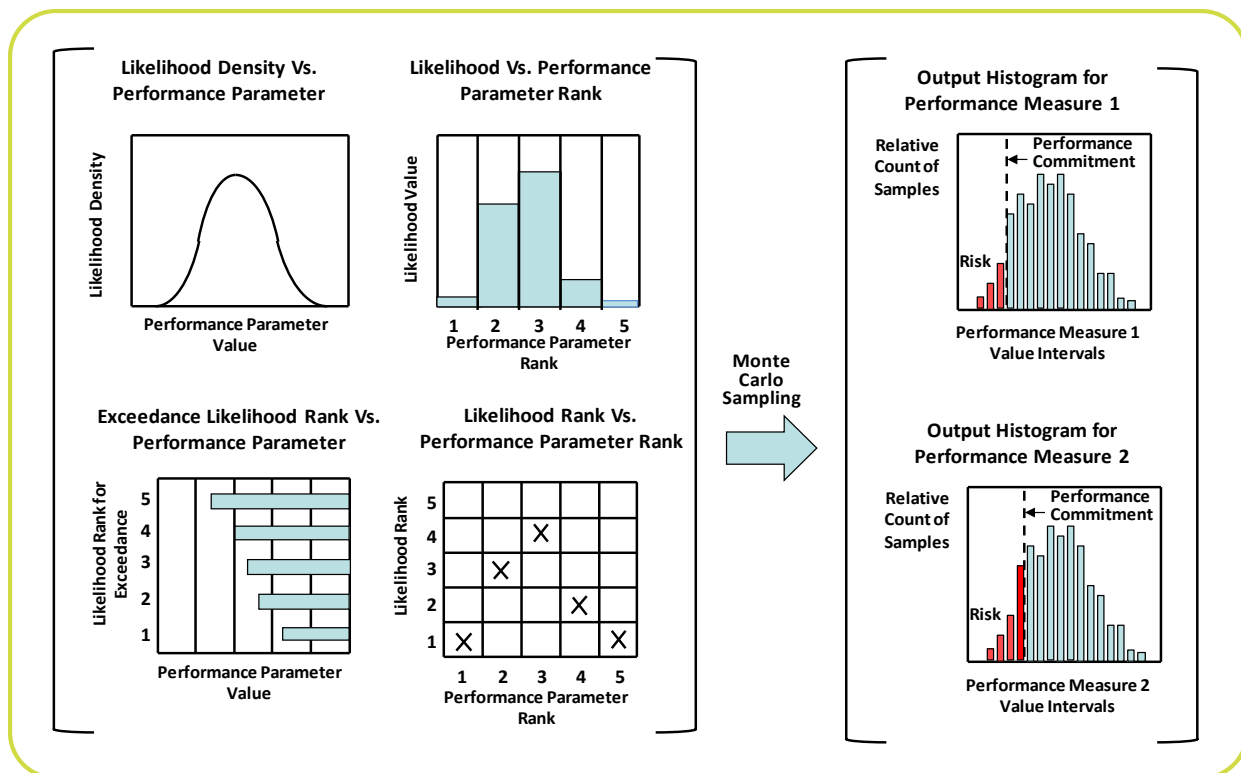 Likelihood Density Vs.
Performance Parameter
Likelihood Density
Performance Parameter
Value
Likelihood Vs. Performance
Parameter Rank
Likelihood Value
1 2 3 4 5
Performance Parameter
Rank
Exceedance Likelihood Rank Vs.
Performance Parameter
Likelihood Rank for
Exceedance
5
4
3
2
1
Performance Parameter
Value
Likelihood Rank Vs.
Performance Parameter Rank
Likelihood Rank
5
4
3
2
1
X
X
X
X
X
1 2 3 4 5
Performance Parameter
Rank
Monte
Carlo
Sampling
Output Histogram for
Performance Measure 1
Relative
Count of
Samples
Performance
Commitment
Risk
Performance Measure 1
Value Intervals
Output Histogram for
Performance Measure 2
Relative
Count of
Samples
Performance
Commitment
Risk
Performance Measure 2
Value Intervals